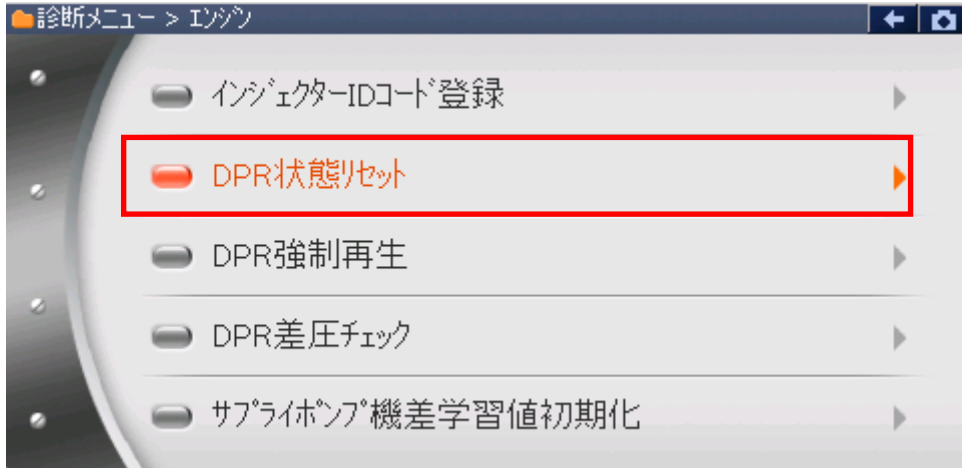 診断メニュー > エンジン
インジェクターIDコード登録
DPR状態リセット
DPR強制再生
DPR差圧チェック
サプライポンプ機差学習値初期化